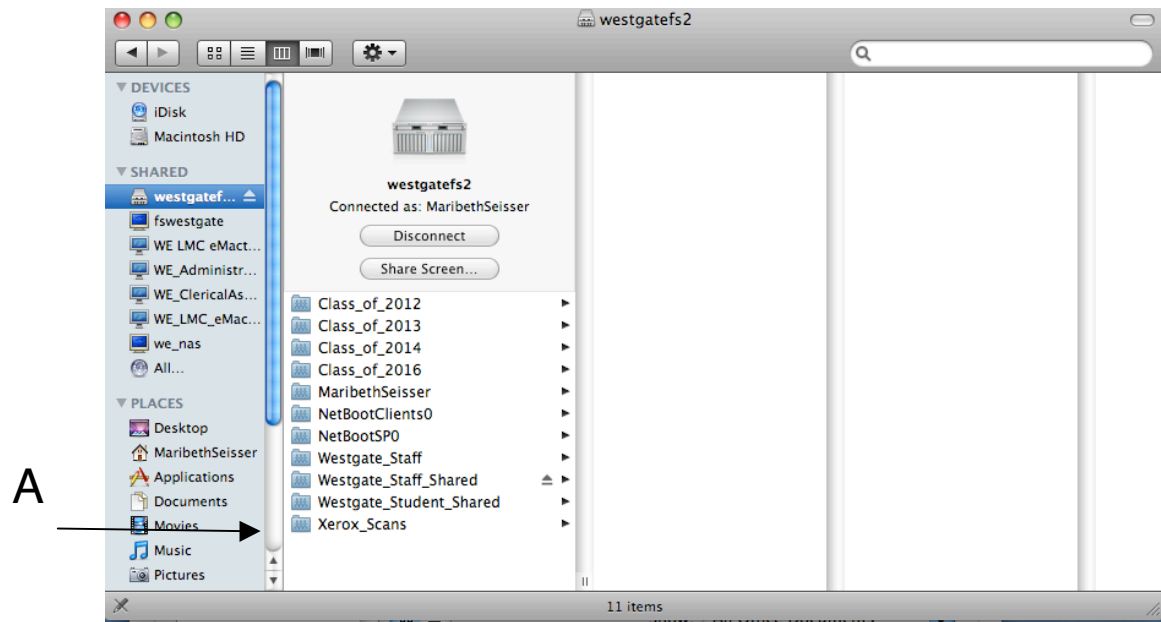 westgatefs2
DEVICES
iDisk
Macintosh HD
SHARED
westgatef...
fswestgate
WE LMC eMact...
WE_Administr...
WE_ClericalAs...
WE_LMC_eMac...
we_nas
All...
PLACES
Desktop
MaribethSeisser
Applications
Documents
Movies
Music
Pictures
westgatefs2
Connected as: MaribethSeisser
Disconnect
Share Screen...
Class_of_2012
Class_of_2013
Class_of_2014
Class_of_2016
MaribethSeisser
NetBootClients0
NetBootSP0
Westgate_Staff
Westgate_Staff_Shared
Westgate_Student_Shared
Xerox_Scans
A
11 items